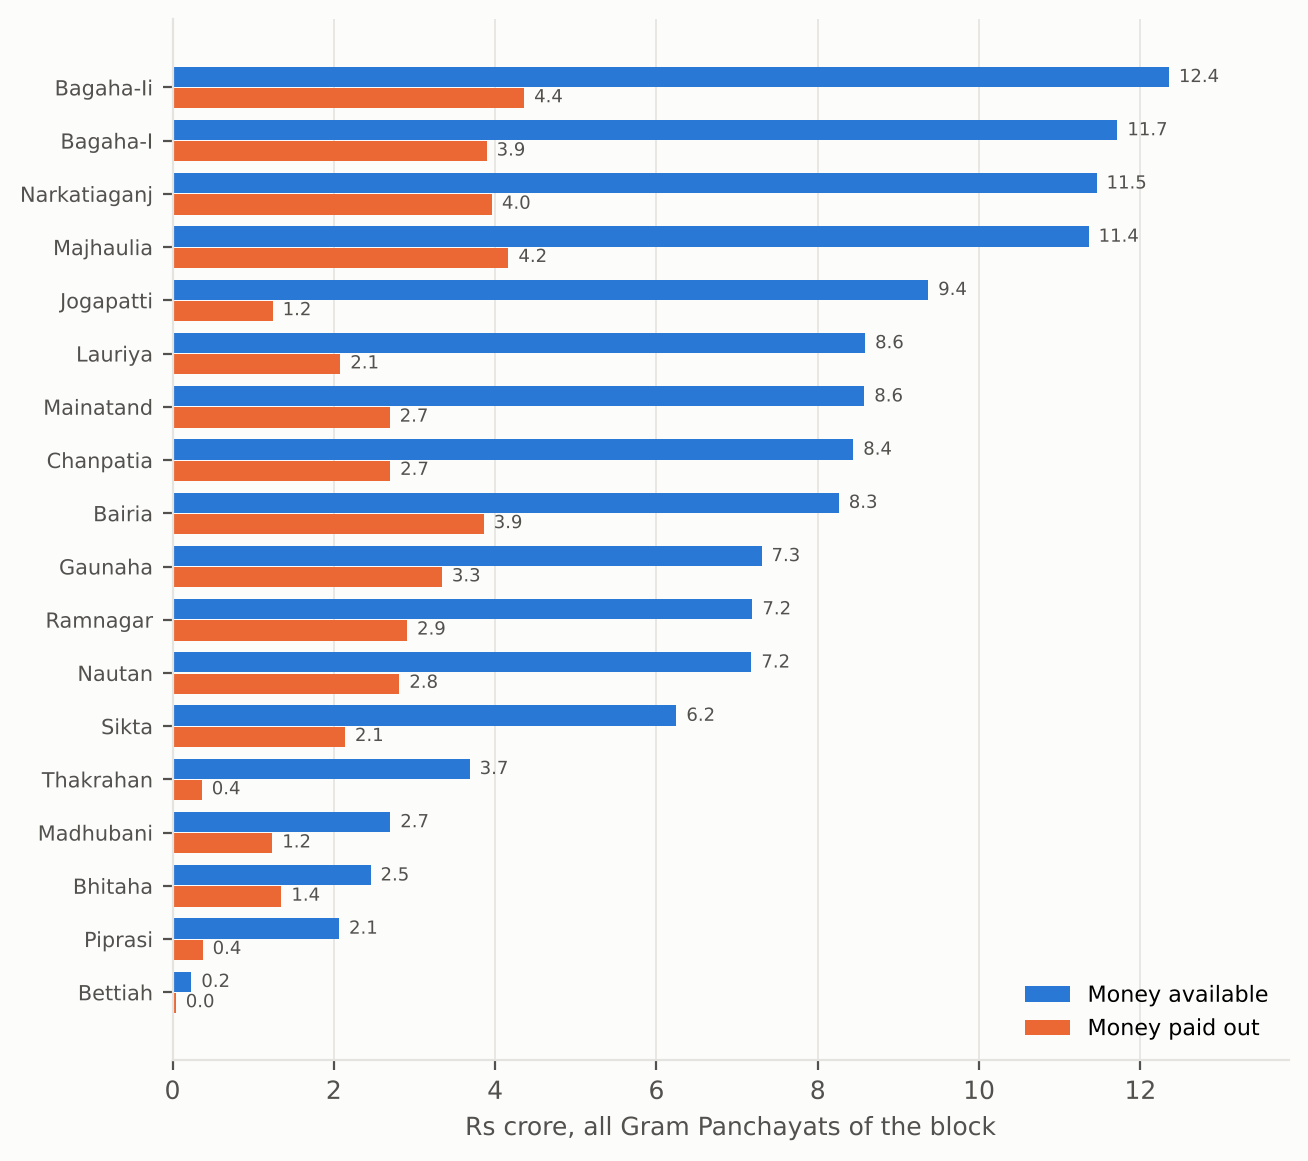 Bagaha-Ii
12.4
4.4
Bagaha-I
11.7
3.9
Narkatiaganj
11.5
4.0
Majhaulia
11.4
4.2
Jogapatti
9.4
1.2
Lauriya
8.6
2.1
Mainatand
8.6
2.7
Chanpatia
8.4
2.7
Bairia
8.3
3.9
Gaunaha
7.3
3.3
Ramnagar
7.2
2.9
Nautan
7.2
2.8
Sikta
6.2
2.1
Thakrahan
3.7
0.4
Madhubani
2.7
1.2
Bhitaha
2.5
1.4
Piprasi
2.1
0.4
Bettiah
0.2
0.0
Money available
Money paid out
0 2 4 6 8 10 12
Rs crore, all Gram Panchayats of the block